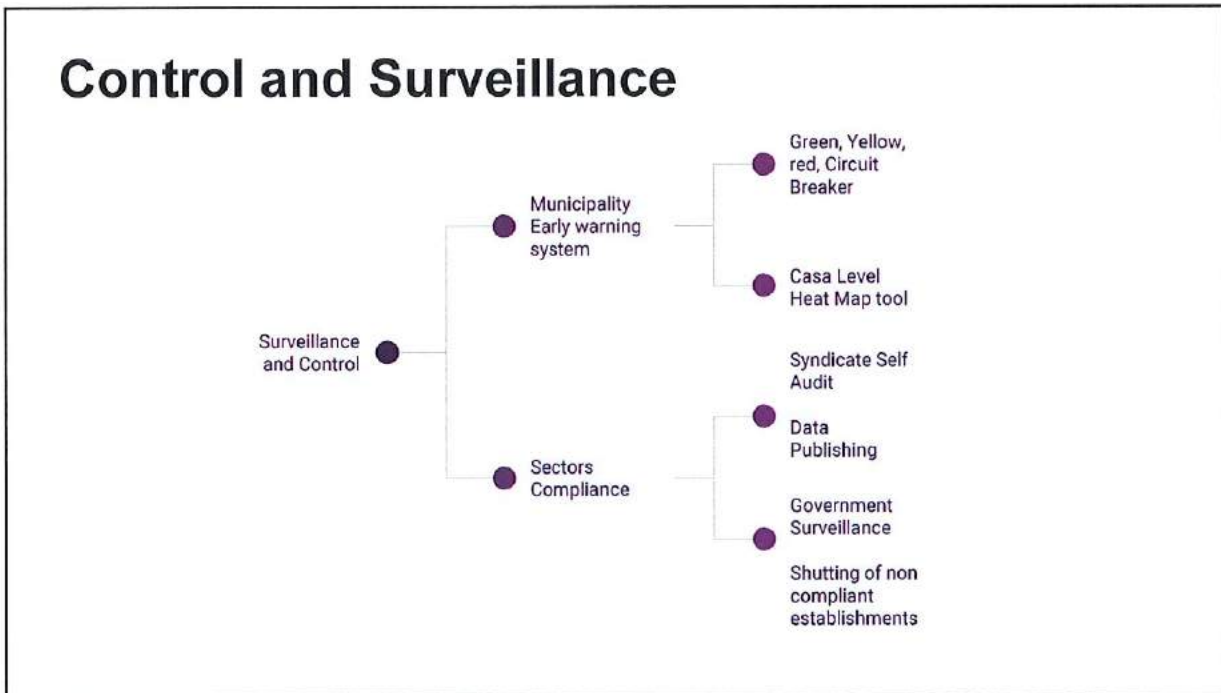 Control and Surveillance
Green, Yellow,
red, Circuit
Breaker
Municipality
Early warning
system
Casa Level
Heat Map tool
Surveillance
and Control
Syndicate Self
Audit
Data
Publishing
Sectors
Compliance
Government
Surveillance
Shutting of non
compliant
establishments